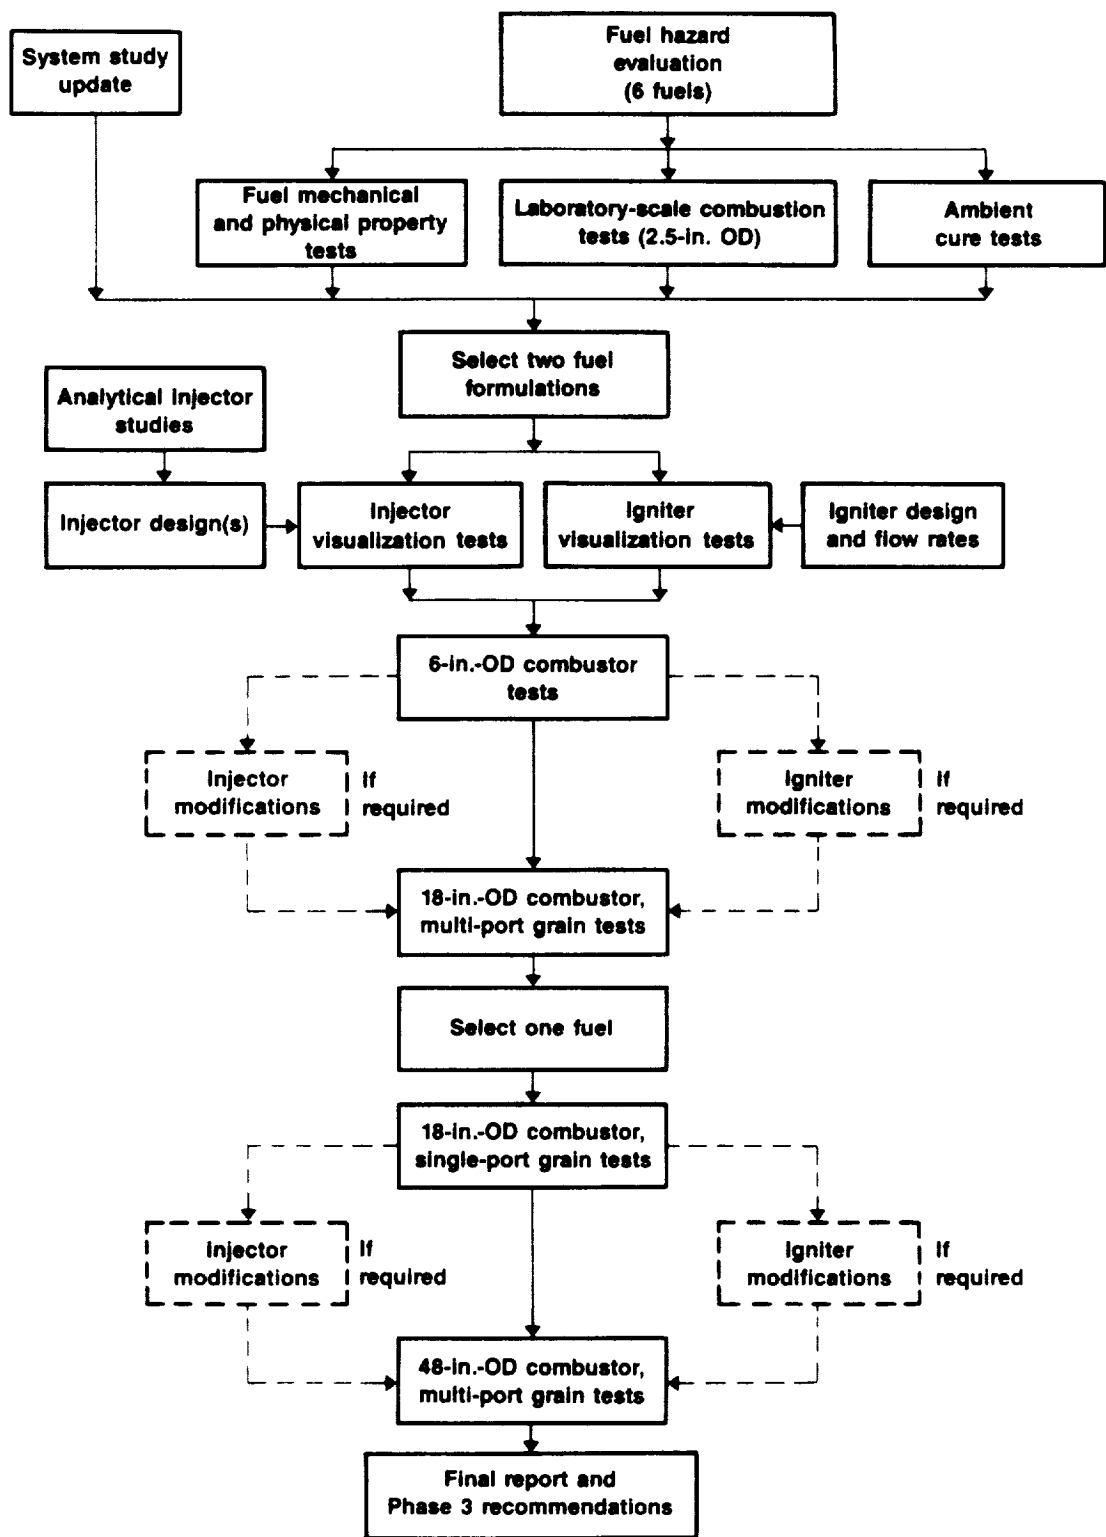 System study
update
Fuel hazard
evaluation
(6 fuels)
Fuel mechanical
and physical property
tests
Laboratory-scale combustion
tests (2.5-in. OD)
Ambient
cure tests
Select two fuel
formulations
Analytical injector
studies
Injector design(s)
Injector
visualization tests
Igniter
visualization tests
Igniter design
and flow rates
6-in.-OD combustor
tests
Injector
modifications
If
required
Igniter
modifications
If
required
18-in.-OD combustor,
multi-port grain tests
Select one fuel
18-in.-OD combustor,
single-port grain tests
Injector
modifications
If
required
Igniter
modifications
If
required
48-in.-OD combustor,
multi-port grain tests
Final report and
Phase 3 recommendations